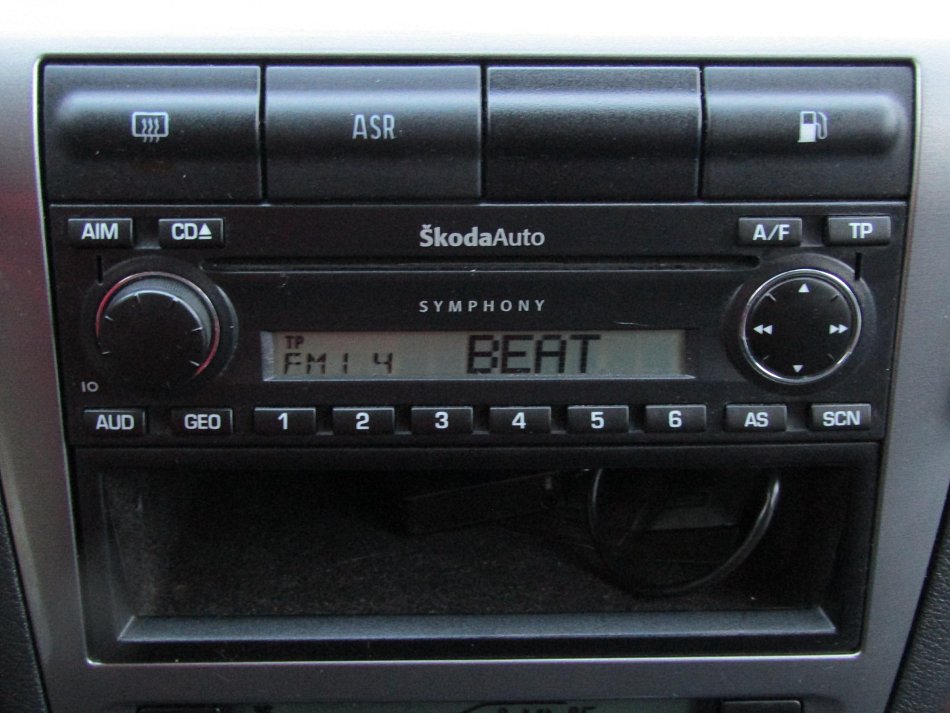 ASR
AIM CD A/F TP
ŠkodaAuto
SYMPHONY
TP
FM1 4 BEAT
IO
AUD GEO 1 2 3 4 5 6 AS SCN